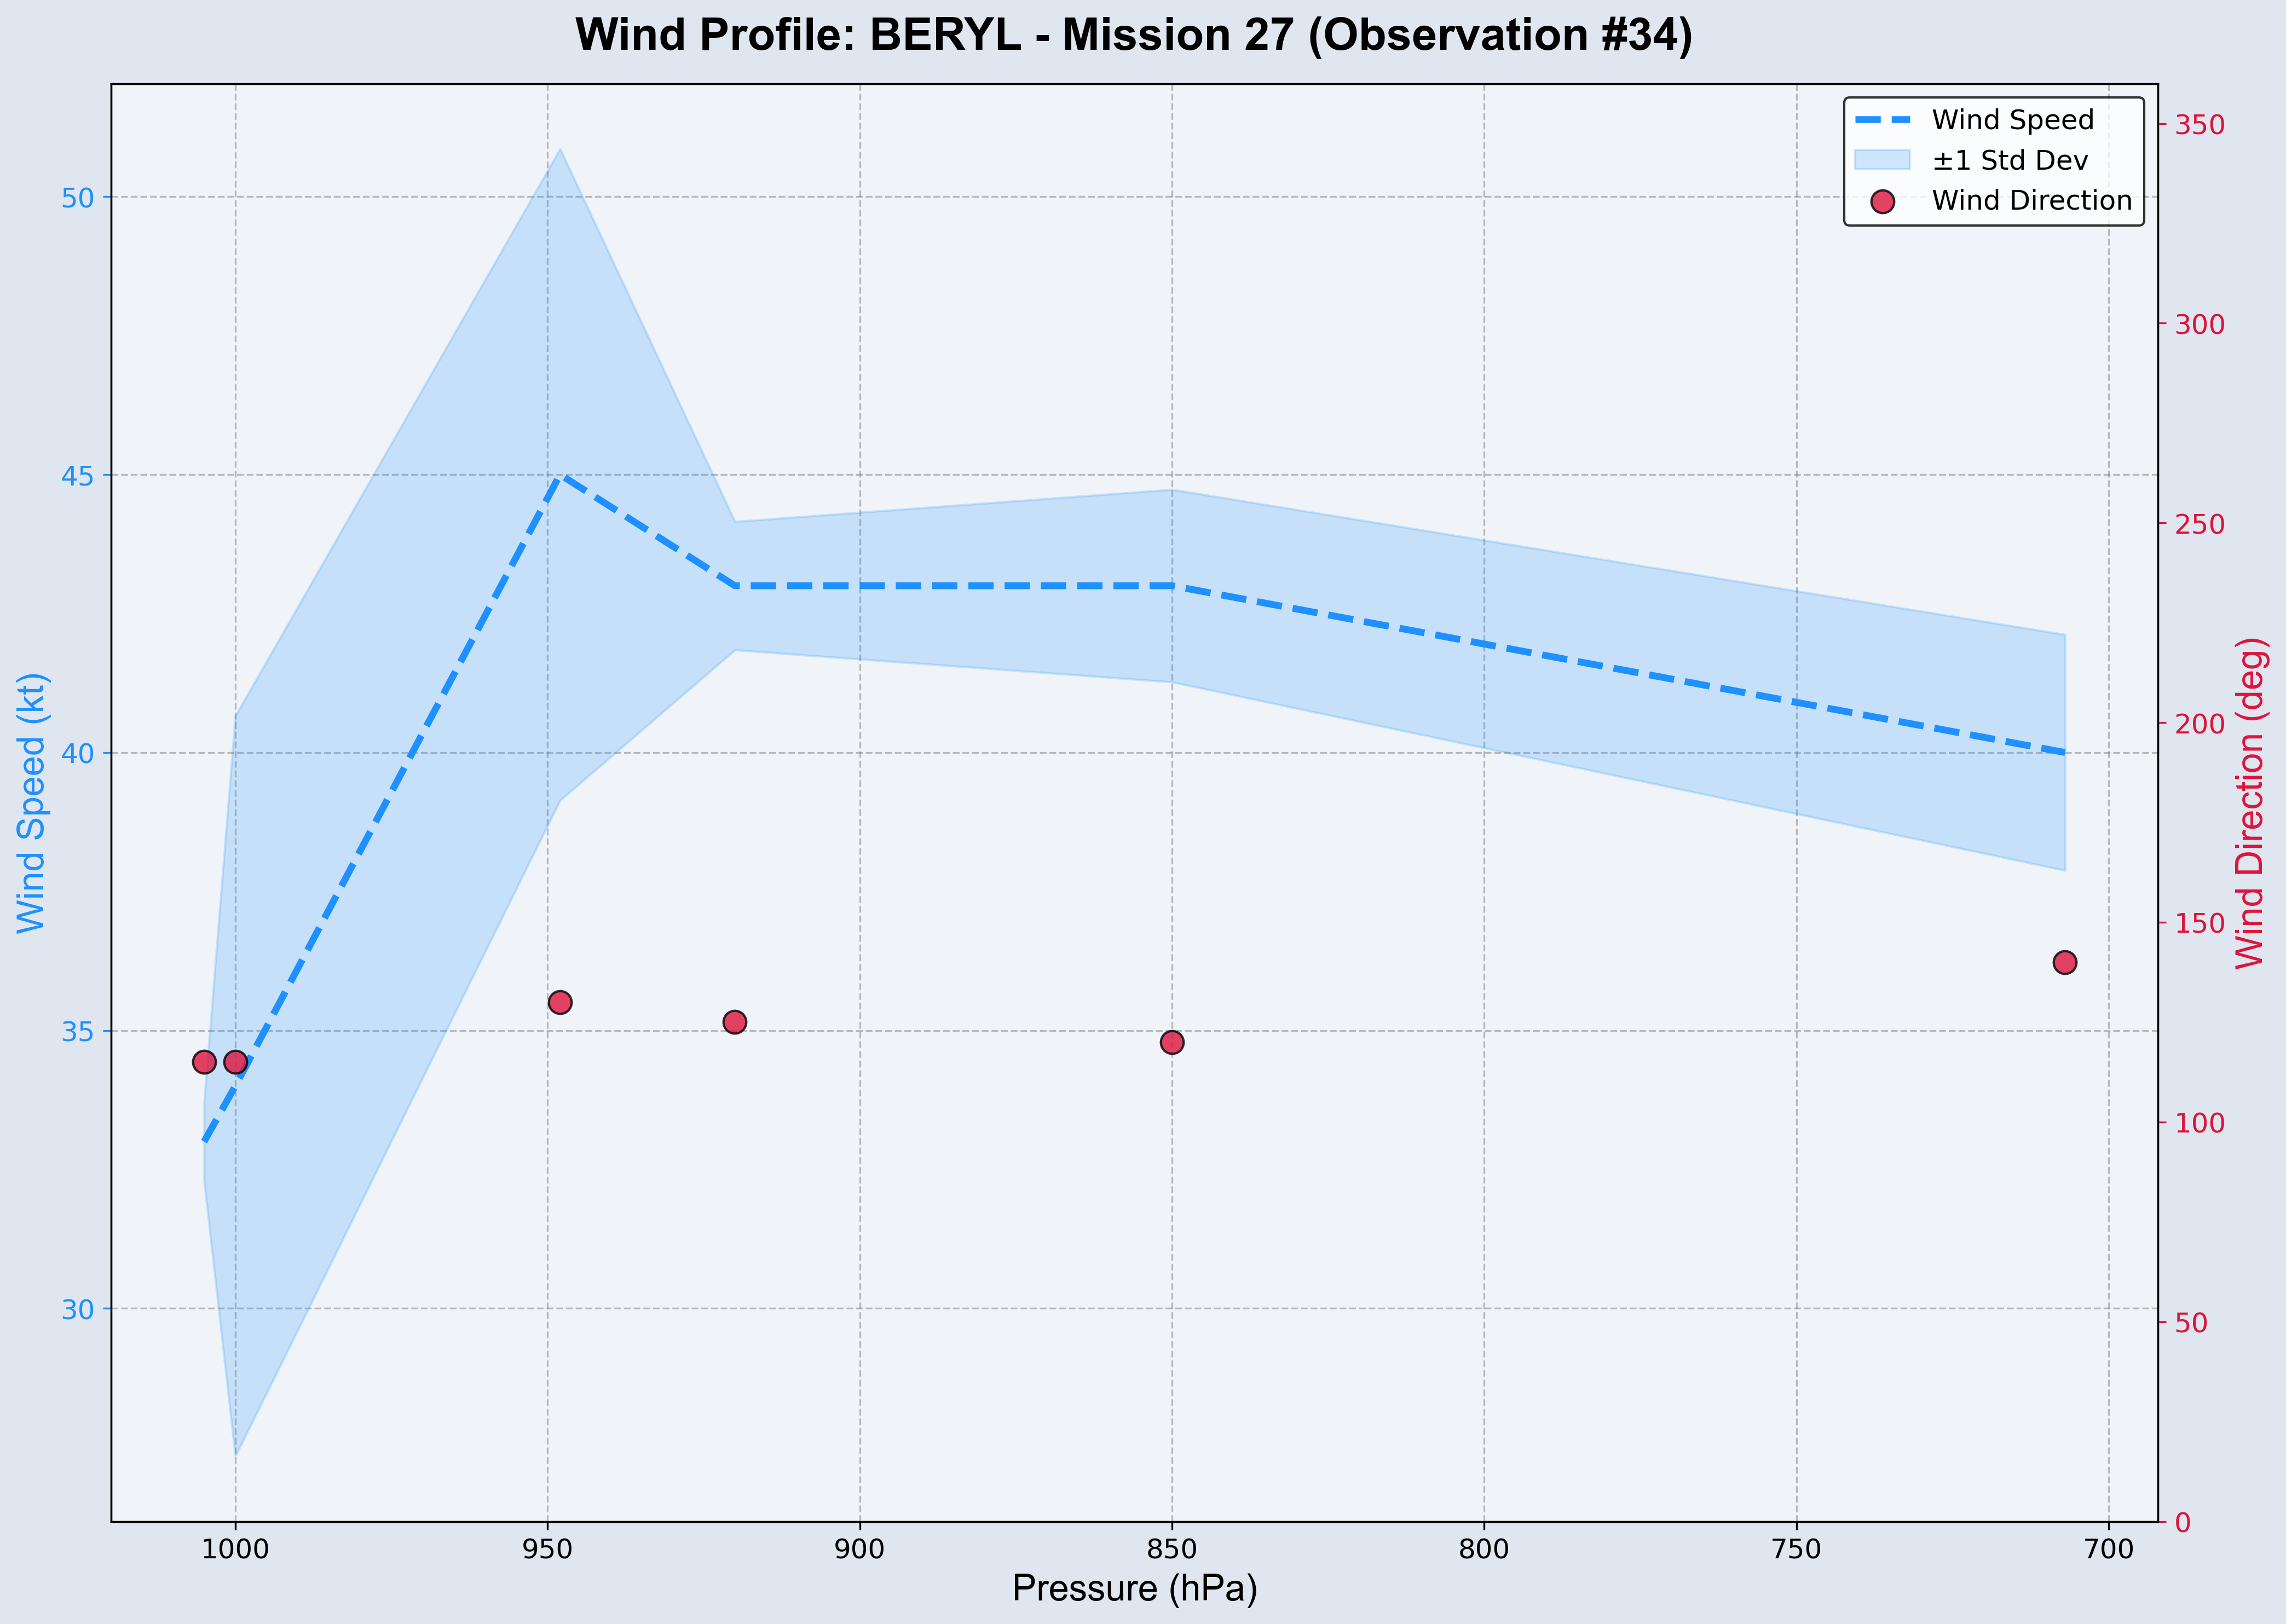 Wind Profile: BERYL - Mission 27 (Observation #34)
Wind Speed
±1 Std Dev
Wind Direction
50
45
40
35
30
Wind Speed (kt)
350
300
250
200
150
100
50
0
Wind Direction (deg)
1000
950
900
850
800
750
700
Pressure (hPa)